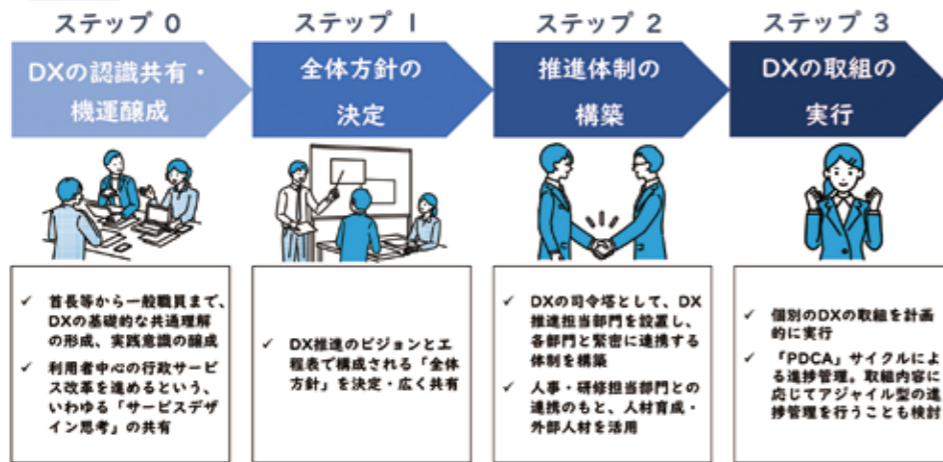 ステップ 0
DXの認識共有・
機運醸成
✓ 首長等から一般職員まで、
DXの基礎的な共通理解
の形成、実践意識の醸成
✓ 利用者中心の行政サービ
ス改革を進めるという、
いわゆる「サービスデザ
イン思考」の共有
ステップ 1
全体方針の
決定
✓ DX推進のビジョンと工
程表で構成される「全体
方針」を決定・広く共有
ステップ 2
推進体制の
構築
✓ DXの司令塔として、DX
推進担当部門を設置し、
各部門と緊密に連携する
体制を構築
✓ 人事・研修担当部門との
連携のもと、人材育成・
外部人材を活用
ステップ 3
DXの取組の
実行
✓ 個別のDXの取組を計画
的に実行
✓ 「PDCA」サイクルによ
る進捗管理。取組内容に
応じてアジャイル型の進
捗管理を行うことも検討